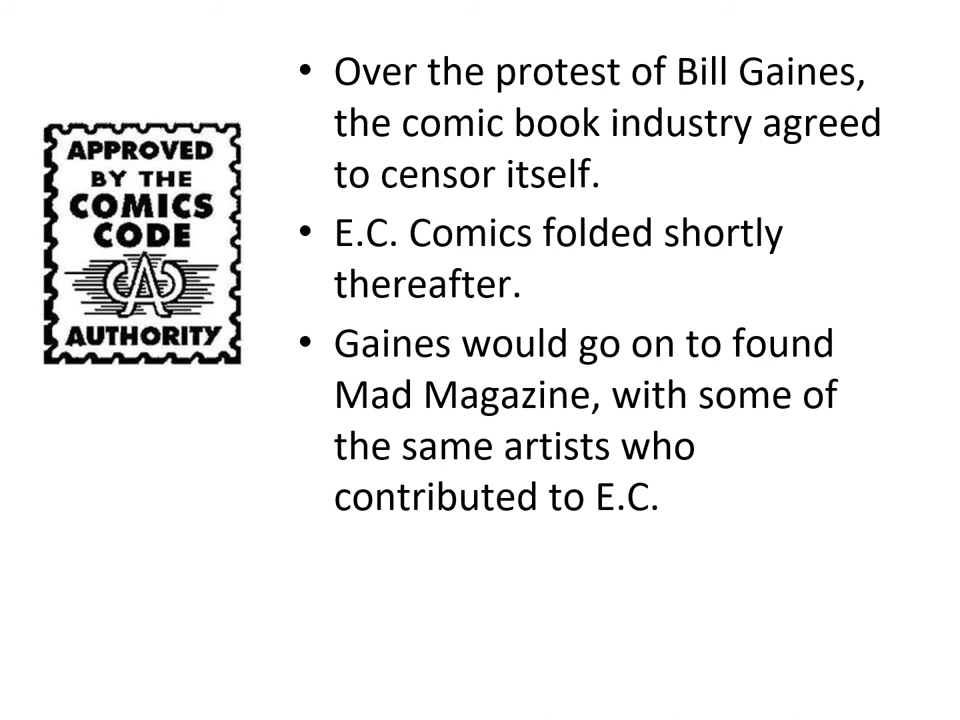 APPROVED
BY THE
COMICS
CODE
CA
AUTHORITY
• Over the protest of Bill Gaines,
the comic book industry agreed
to censor itself.
• E.C. Comics folded shortly
thereafter.
• Gaines would go on to found
Mad Magazine, with some of
the same artists who
contributed to E.C.